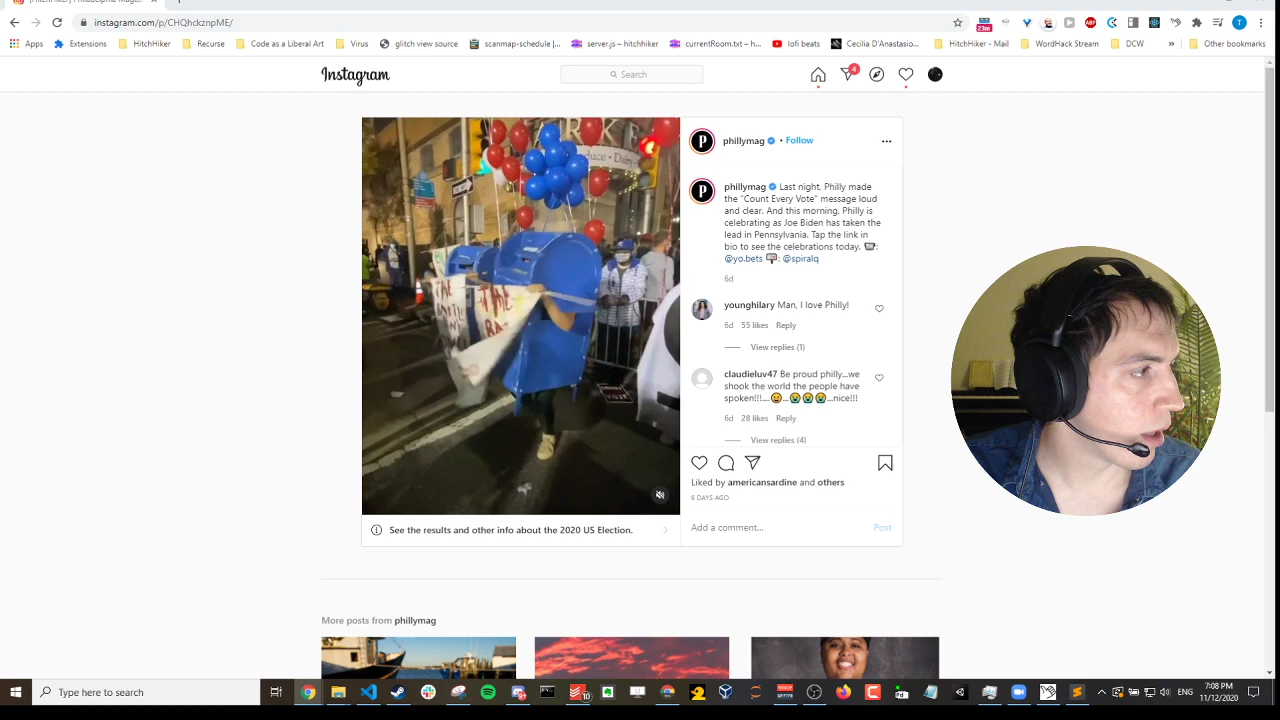 instagram.com/p/CHQhckznpME/
Apps Extensions HitchHiker Recurse Code as a Liberal Art Virus glitch view source scanmap-schedule |... server.js – hitchhiker currentRoom.txt – h... lofi beats Cecilia D'Anastasio... HitchHiker - Mail WordHack Stream DCW » Other bookmarks
23m
ABP
T
Instagram
Search
4
phillymag • Follow
phillymag Last night, Philly made
the "Count Every Vote" message loud
and clear. And this morning, Philly is
celebrating as Joe Biden has taken the
lead in Pennsylvania. Tap the link in
bio to see the celebrations today. :
@yo.bets : @spiralq
6d
younghilary Man, I love Philly!
6d 55 likes Reply
View replies (1)
claudieluv47 Be proud philly...we
shook the world the people have
spoken!!!.... ... ...nice!!!
6d 28 likes Reply
View replies (4)
Liked by americansardine and others
6 DAYS AGO
Add a comment... Post
See the results and other info about the 2020 US Election.
More posts from phillymag
Type here to search
10
ENG
7:08 PM
11/12/2020